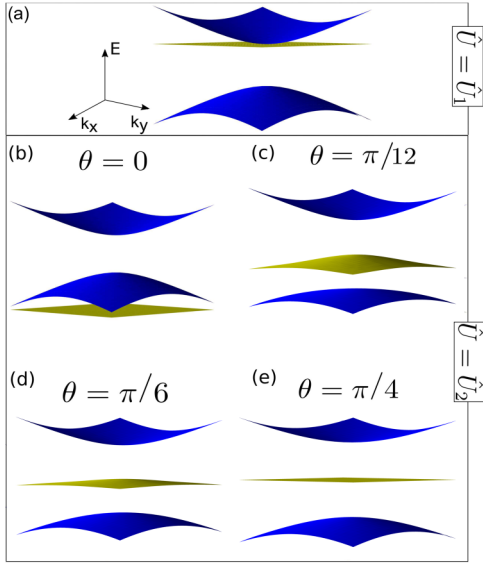 (a)
E
k_x
k_y
Û = Û_1
(b)
θ = 0
(c)
θ = π/12
(d)
θ = π/6
(e)
θ = π/4
Û = Û_2